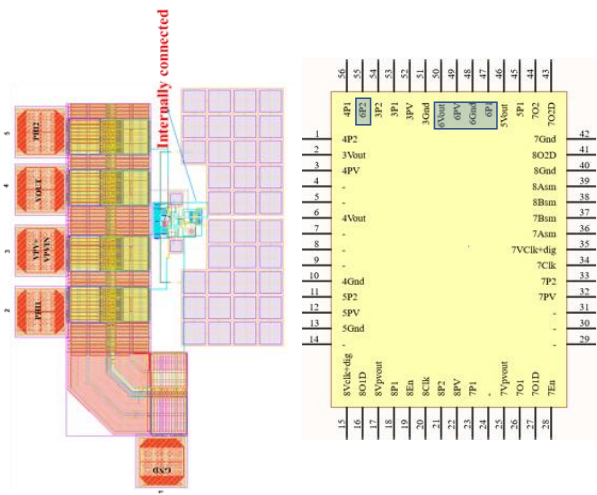 Internally connected
5
PHI2
4
VOUT
3
VPV+
VPVIN
2
PHI1
GND
1
56 55 54 53 52 51 50 49 48 47 46 45 44 43
4P1 6P2 3P2 3P1 3PV 3Gnd 6Vout 6PV 6Gnd 6P1 5Vout 5P1 7O2 7O2D
1 4P2 7Gnd 42
2 3Vout 8O2D 41
3 4PV 8Gnd 40
4 - 8Asm 39
5 - 8Bsm 38
6 4Vout 7Bsm 37
7 - 7Asm 36
8 - 7VClk+dig 35
9 - 7Clk 34
10 4Gnd 7P2 33
11 5P2 7PV 32
12 5PV - 31
13 5Gnd - 30
14 - - 29
8Vclk+dig 8O1D 8Vpvout 8P1 8En 8Clk 8P2 8PV 7P1 - 7Vpvout 7O1 7O1D 7En
15 16 17 18 19 20 21 22 23 24 25 26 27 28